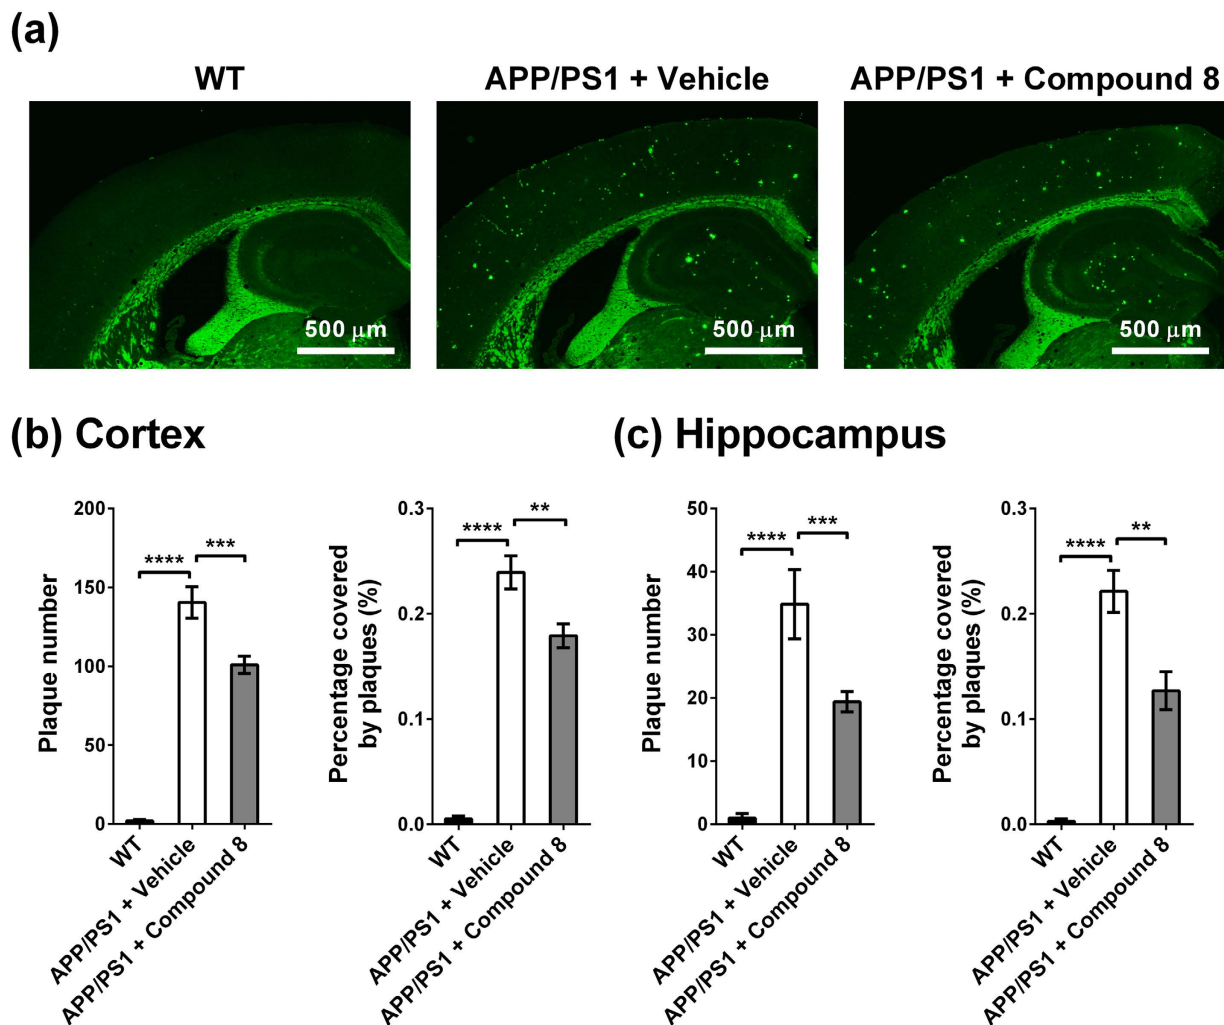 (a)
WT
APP/PS1 + Vehicle
APP/PS1 + Compound 8
500 μm
500 μm
500 μm
(b) Cortex
Plaque number
200
150
100
50
0
****
***
WT
APP/PS1 + Vehicle
APP/PS1 + Compound 8
Percentage covered
by plaques (%)
0.3
0.2
0.1
0.0
****
**
WT
APP/PS1 + Vehicle
APP/PS1 + Compound 8
(c) Hippocampus
Plaque number
50
40
30
20
10
0
****
***
WT
APP/PS1 + Vehicle
APP/PS1 + Compound 8
Percentage covered
by plaques (%)
0.3
0.2
0.1
0.0
****
**
WT
APP/PS1 + Vehicle
APP/PS1 + Compound 8